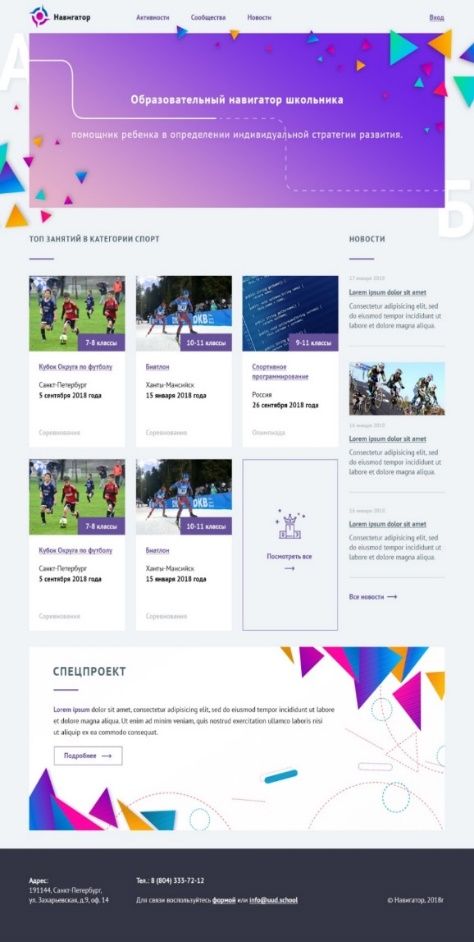 Навигатор
Активности
Сообщества
Новости
Вход
А
Образовательный навигатор школьника
помощник ребенка в определении индивидуальной стратегии развития.
Б
ТОП ЗАНЯТИЙ В КАТЕГОРИИ СПОРТ
7-8 классы
Кубок Округа по футболу
Санкт-Петербург
5 сентября 2018 года
Соревнование
10-11 классы
Биатлон
Ханты-Мансийск
15 января 2018 года
Соревнование
9-11 классы
Спортивное
программирование
Россия
26 сентября 2018 года
Олимпиада
7-8 классы
Кубок Округа по футболу
Санкт-Петербург
5 сентября 2018 года
Соревнование
10-11 классы
Биатлон
Ханты-Мансийск
15 января 2018 года
Соревнование
Посмотреть все
НОВОСТИ
января 2018
Lorem ipsum dolor sit amet
Consectetur adipisicing elit, sed
do eiusmod tempor incididunt ut
labore et dolore magna aliqua.
января 2018
Lorem ipsum dolor sit amet
Consectetur adipisicing elit, sed
do eiusmod tempor incididunt ut
labore et dolore magna aliqua.
января 2018
Lorem ipsum dolor sit amet
Consectetur adipisicing elit, sed
do eiusmod tempor incididunt ut
labore et dolore magna aliqua.
Все новости
СПЕЦПРОЕКТ
Lorem ipsum dolor sit amet, consectetur adipisicing elit, sed do eiusmod tempor incididunt ut labore
et dolore magna aliqua. Ut enim ad minim veniam, quis nostrud exercitation ullamco laboris nisi
ut aliquip ex ea commodo consequat.
Подробнее
Адрес:
191144, Санкт-Петербург,
ул. Захарьевская, д.9, оф. 14
Тел.: 8 (804) 333-72-12
Для связи воспользуйтесь формой или info@uud.school
© Навигатор, 2018г